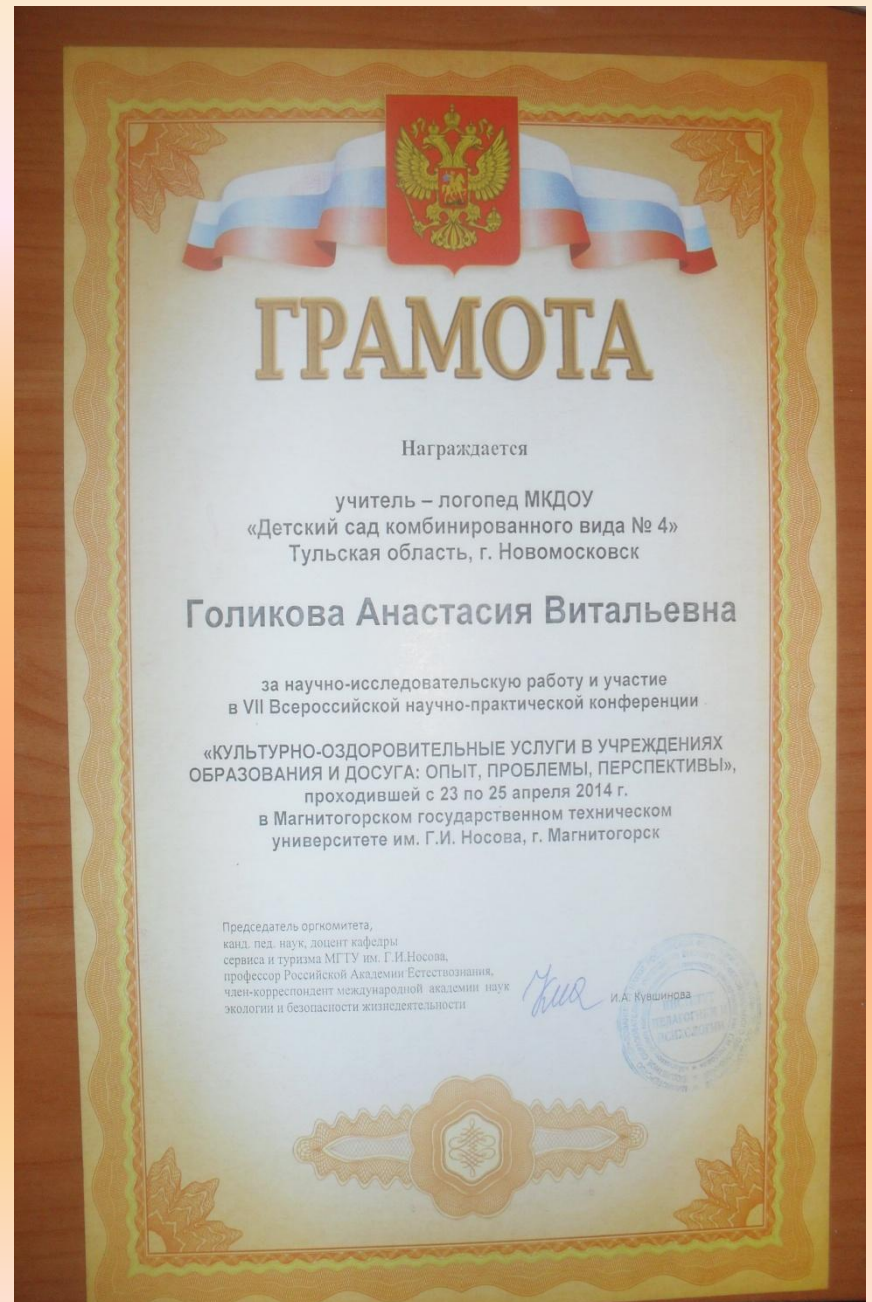 ГРАМОТА
Награждается
учитель – логопед МКДОУ
«Детский сад комбинированного вида № 4»
Тульская область, г. Новомосковск
Голикова Анастасия Витальевна
за научно-исследовательскую работу и участие
в VII Всероссийской научно-практической конференции
«КУЛЬТУРНО-ОЗДОРОВИТЕЛЬНЫЕ УСЛУГИ В УЧРЕЖДЕНИЯХ
ОБРАЗОВАНИЯ И ДОСУГА: ОПЫТ, ПРОБЛЕМЫ, ПЕРСПЕКТИВЫ»,
проходившей с 23 по 25 апреля 2014 г.
в Магнитогорском государственном техническом
университете им. Г.И. Носова, г. Магнитогорск
Председатель оргкомитета,
канд. пед. наук, доцент кафедры
сервиса и туризма МГТУ им. Г.И.Носова,
профессор Российской Академии Естествознания,
член-корреспондент международной академии наук
экологии и безопасности жизнедеятельности
И.А. Кувшинова
ПЕДАГОГИКИ И
ПСИХОЛОГИИ